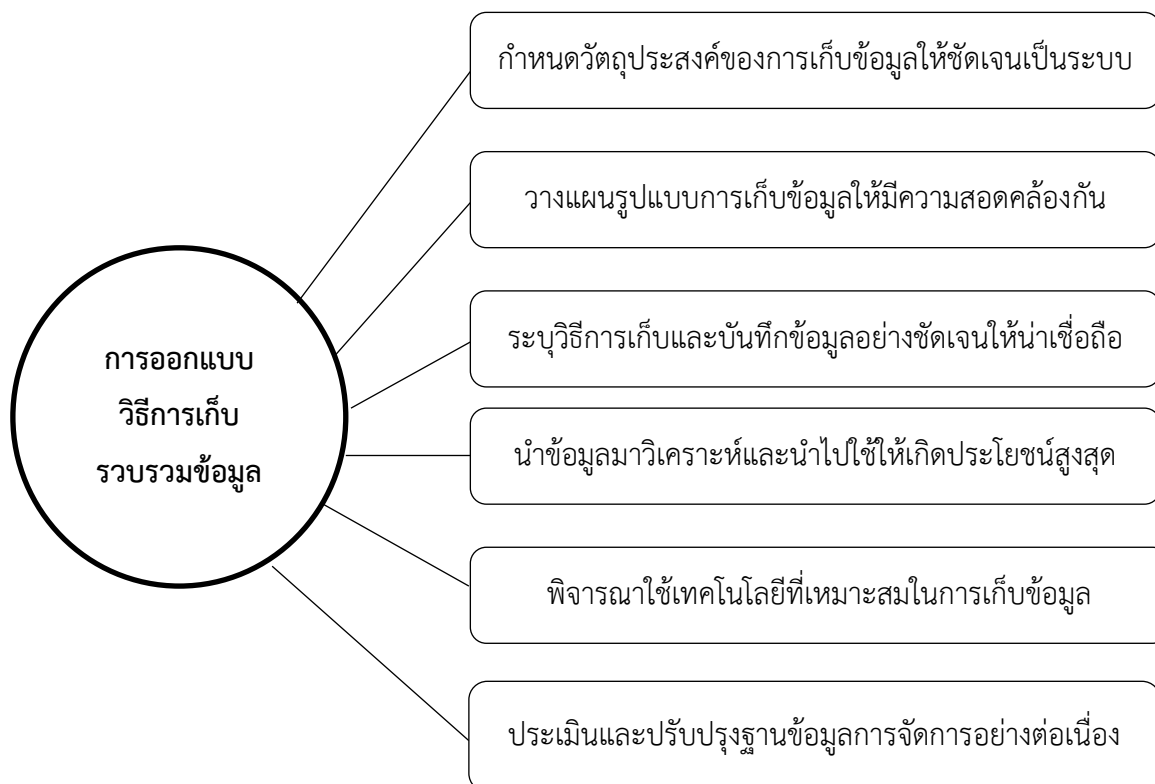 กำหนดวัตถุประสงค์ของการเก็บข้อมูลให้ชัดเจนเป็นระบบ
วางแผนรูปแบบการเก็บข้อมูลให้มีความสอดคล้องกัน
ระบุวิธีการเก็บและบันทึกข้อมูลอย่างชัดเจนให้น่าเชื่อถือ
การออกแบบ
วิธีการเก็บ
รวบรวมข้อมูล
นำข้อมูลมาวิเคราะห์และนำไปใช้ให้เกิดประโยชน์สูงสุด
พิจารณาใช้เทคโนโลยีที่เหมาะสมในการเก็บข้อมูล
ประเมินและปรับปรุงฐานข้อมูลการจัดการอย่างต่อเนื่อง